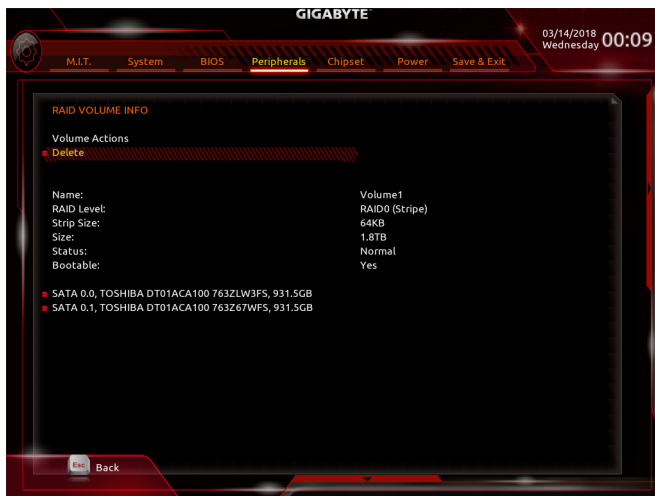 GIGABYTE
03/14/2018
Wednesday
00:09
M.I.T. System BIOS Peripherals Chipset Power Save & Exit
RAID VOLUME INFO
Volume Actions
Delete
Name: Volume1
RAID Level: RAID0 (Stripe)
Strip Size: 64KB
Size: 1.8TB
Status: Normal
Bootable: Yes
SATA 0.0, TOSHIBA DT01ACA100 763ZLW3FS, 931.5GB
SATA 0.1, TOSHIBA DT01ACA100 763Z67WFS, 931.5GB
Esc Back